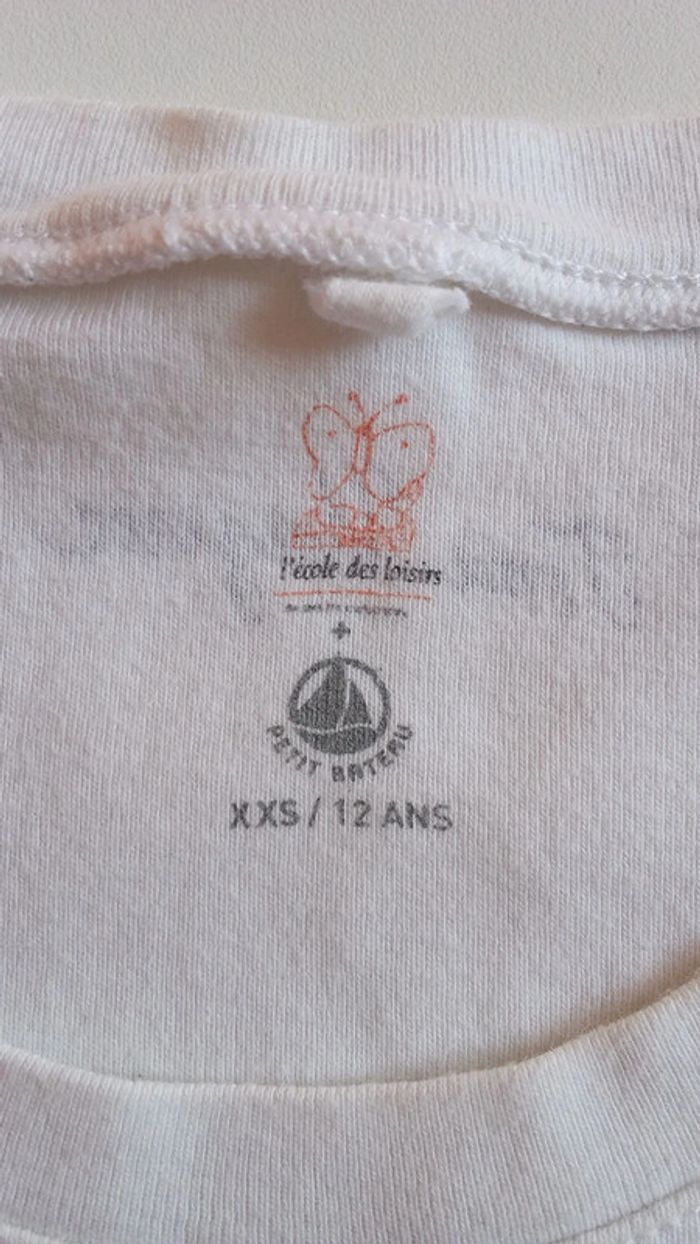 l'école des loisirs
+
PETIT BATEAU
XXS / 12 ANS